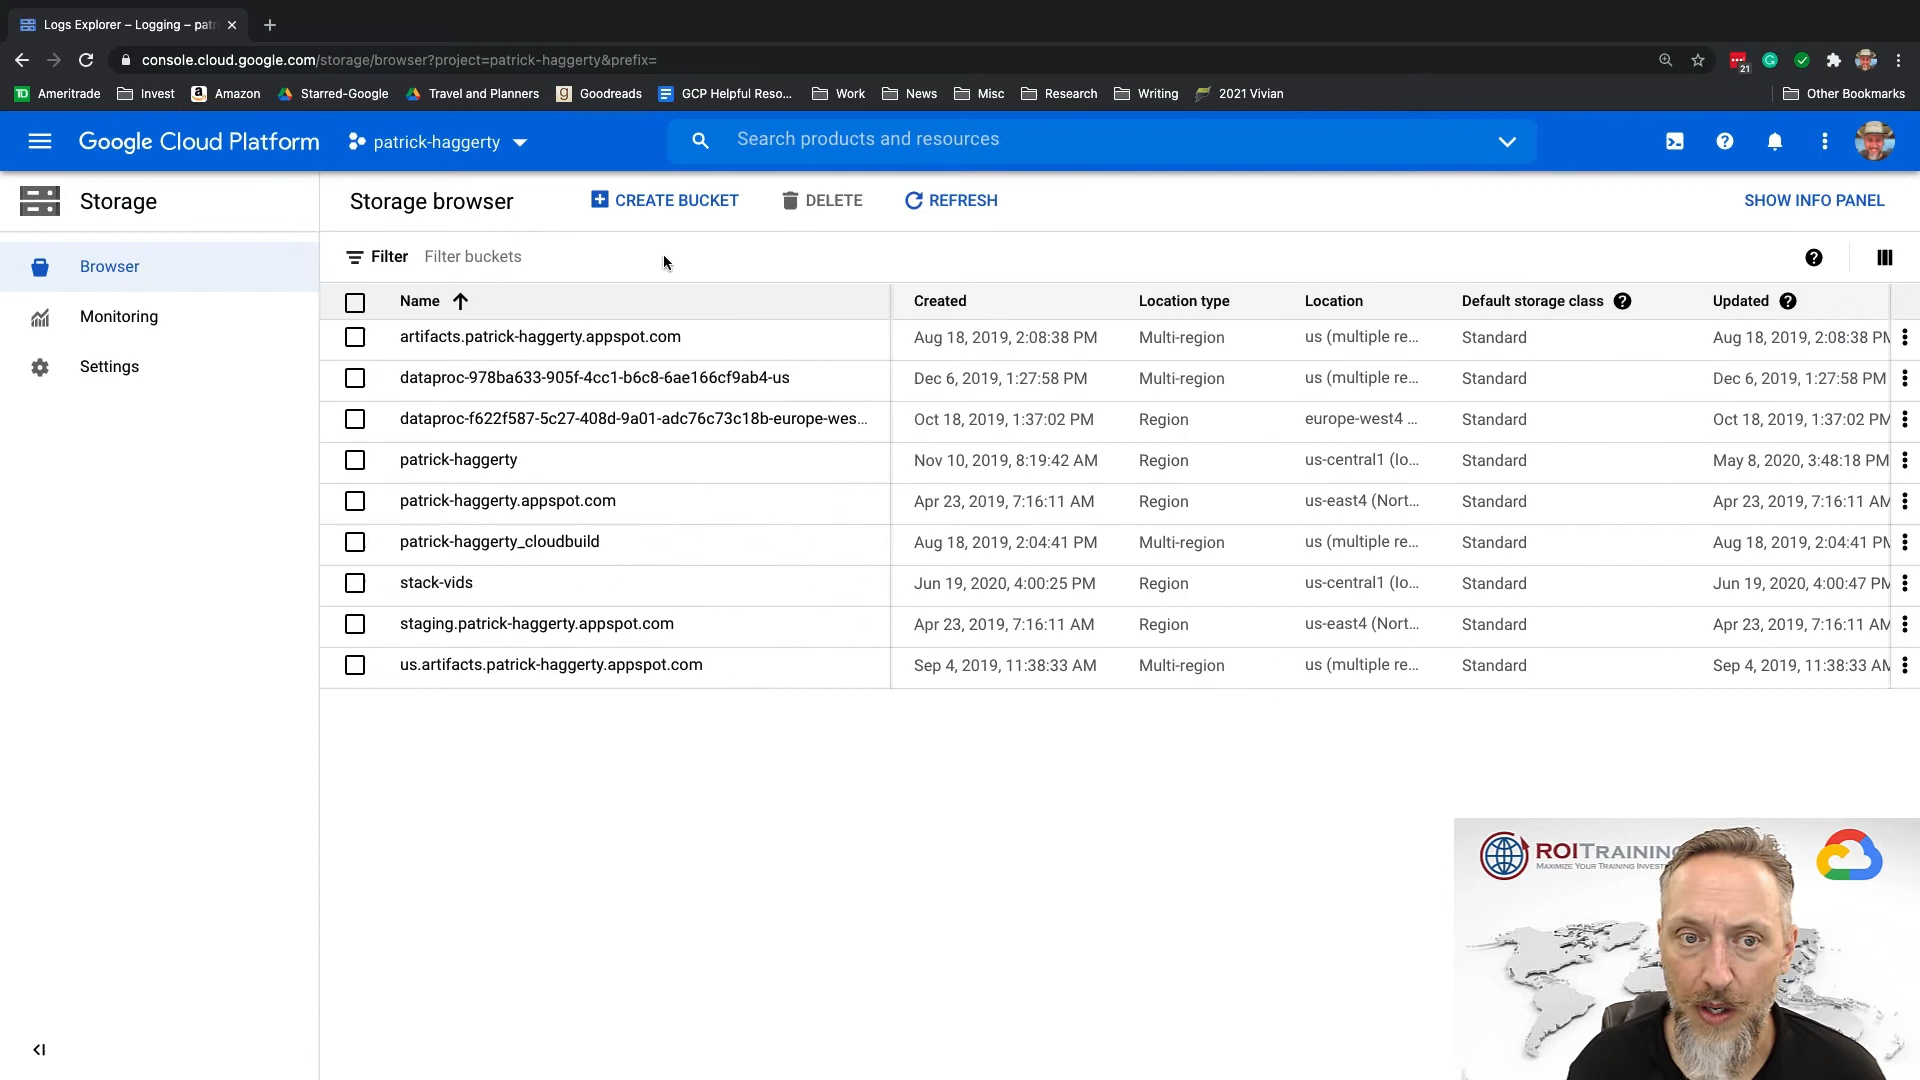 Logs Explorer – Logging – pat
console.cloud.google.com/storage/browser?project=patrick-haggerty&prefix=
21
Ameritrade Invest Amazon Starred-Google Travel and Planners Goodreads GCP Helpful Reso... Work News Misc Research Writing 2021 Vivian Other Bookmarks
Google Cloud Platform patrick-haggerty Search products and resources
Storage Storage browser CREATE BUCKET DELETE REFRESH SHOW INFO PANEL
Browser
Monitoring
Settings
Filter Filter buckets
Name Created Location type Location Default storage class Updated
artifacts.patrick-haggerty.appspot.com Aug 18, 2019, 2:08:38 PM Multi-region us (multiple re... Standard Aug 18, 2019, 2:08:38 PM
dataproc-978ba633-905f-4cc1-b6c8-6ae166cf9ab4-us Dec 6, 2019, 1:27:58 PM Multi-region us (multiple re... Standard Dec 6, 2019, 1:27:58 PM
dataproc-f622f587-5c27-408d-9a01-adc76c73c18b-europe-wes... Oct 18, 2019, 1:37:02 PM Region europe-west4 ... Standard Oct 18, 2019, 1:37:02 PM
patrick-haggerty Nov 10, 2019, 8:19:42 AM Region us-central1 (Io... Standard May 8, 2020, 3:48:18 PM
patrick-haggerty.appspot.com Apr 23, 2019, 7:16:11 AM Region us-east4 (Nort... Standard Apr 23, 2019, 7:16:11 AM
patrick-haggerty_cloudbuild Aug 18, 2019, 2:04:41 PM Multi-region us (multiple re... Standard Aug 18, 2019, 2:04:41 PM
stack-vids Jun 19, 2020, 4:00:25 PM Region us-central1 (Io... Standard Jun 19, 2020, 4:00:47 PM
staging.patrick-haggerty.appspot.com Apr 23, 2019, 7:16:11 AM Region us-east4 (Nort... Standard Apr 23, 2019, 7:16:11 AM
us.artifacts.patrick-haggerty.appspot.com Sep 4, 2019, 11:38:33 AM Multi-region us (multiple re... Standard Sep 4, 2019, 11:38:33 AM
ROITRAINING
MAXIMIZE YOUR TRAINING INVEST